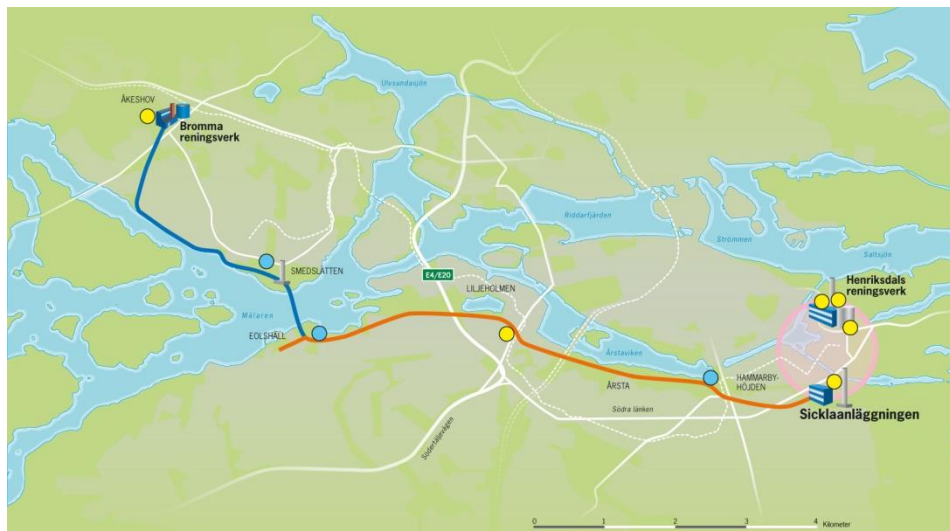 Ulvsundasjön
ÅKESHOV
Bromma
reningsverk
Riddarfjärden
Strömmen
Saltsjön
SMEDSLÄTTEN
E4/E20
LILJEHOLMEN
Henriksdals
reningsverk
Mälaren
EOLSHÄLL
Årstaviken
HAMMARBY-
HÖJDEN
ÅRSTA
Södra länken
Sicklaanläggningen
Södertäljevägen
0 1 2 3 4 Kilometer